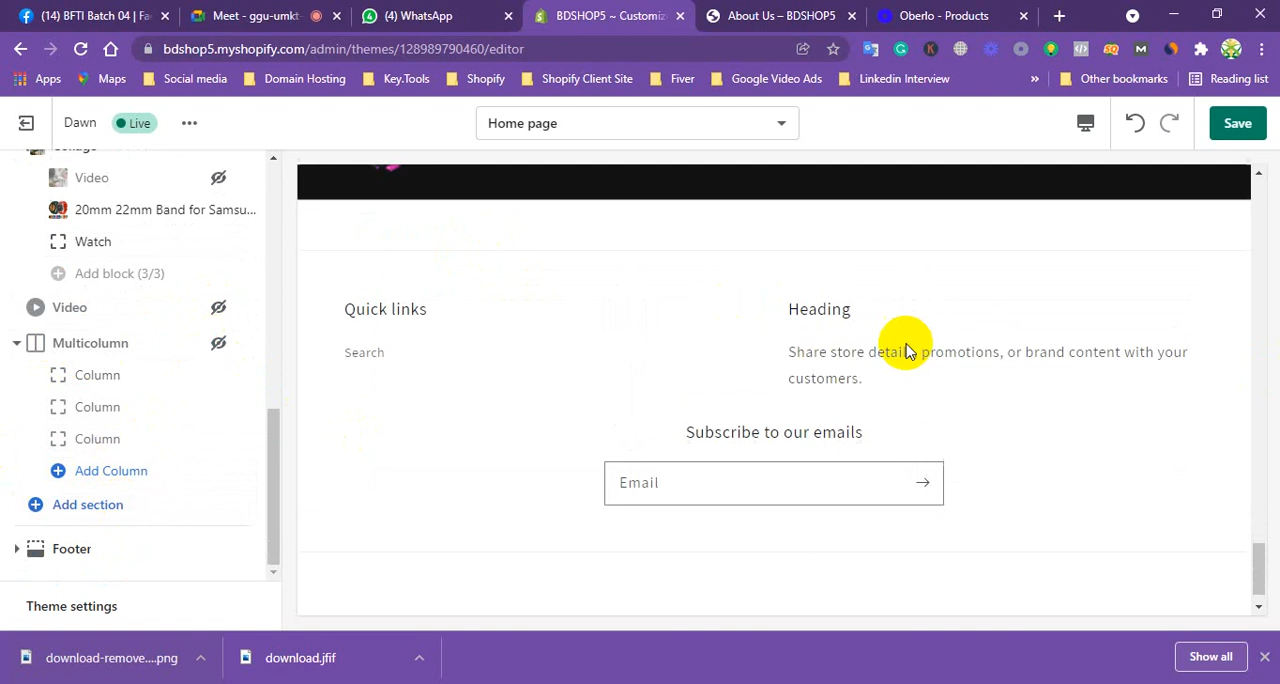 (14) BFTI Batch 04 | Fa
Meet - ggu-umkt-
(4) WhatsApp
BDSHOP5 ~ Customiz
About Us – BDSHOP5
Oberlo - Products
bdshop5.myshopify.com/admin/themes/128989790460/editor
Apps
Maps
Social media
Domain Hosting
Key.Tools
Shopify
Shopify Client Site
Fiver
Google Video Ads
Linkedin Interview
»
Other bookmarks
Reading list
Dawn
Live
Home page
Save
Video
20mm 22mm Band for Samsu...
Watch
Add block (3/3)
Video
Multicolumn
Column
Column
Column
Add Column
Add section
Footer
Theme settings
Quick links
Search
Heading
Share store details, promotions, or brand content with your
customers.
Subscribe to our emails
Email
download-remove....png
download.jfif
Show all